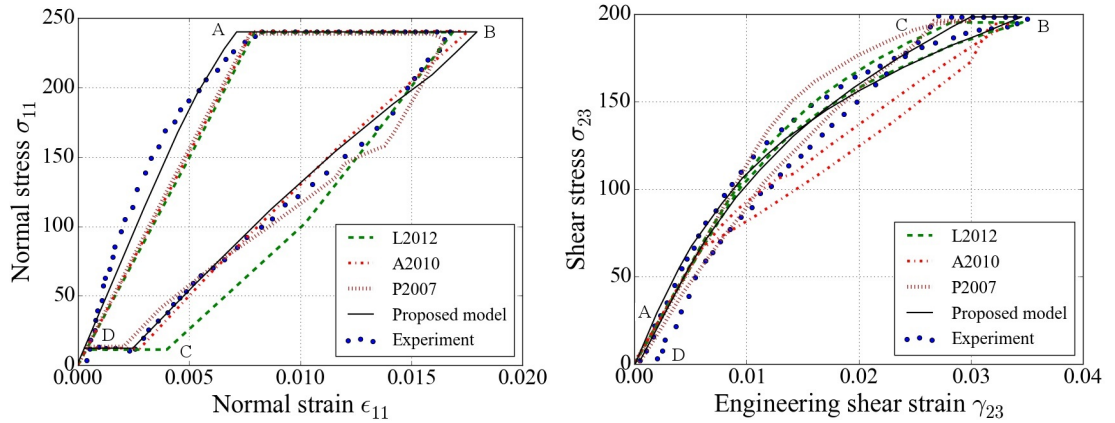 250
200
150
100
50
0
0.000
0.005
0.010
0.015
0.020
Normal stress σ₁₁
Normal strain ϵ₁₁
A
B
C
D
L2012
A2010
P2007
Proposed model
Experiment
200
150
100
50
0
0.00
0.01
0.02
0.03
0.04
Shear stress σ₂₃
Engineering shear strain γ₂₃
C
B
A
D
L2012
A2010
P2007
Proposed model
Experiment